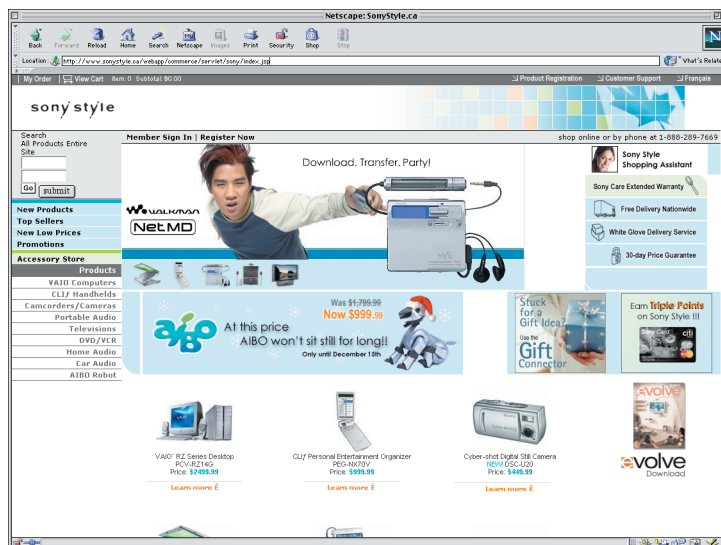 Netscape: SonyStyle.ca
Back Forward Reload Home Search Netscape Images Print Security Shop Stop
N
Location: http://www.sonystyle.ca/webapp/commerce/servlet/sony/index.jsp
What's Relate
My Order View Cart item: 0 Subtotal $0.00
Product Registration Customer Support Français
sony style
Search
All Products Entire
Site
Go submit
Member Sign In | Register Now
shop online or by phone at 1-888-289-7669
New Products
Top Sellers
New Low Prices
Promotions
Accessory Store
Products
VAIO Computers
CLIƒ Handhelds
Camcorders/Cameras
Portable Audio
Televisions
DVD/VCR
Home Audio
Car Audio
AIBO Robot
Download. Transfer. Party!
WALKMAN
NetMD
Sony Style
Shopping Assistant
Sony Care Extended Warranty
Free Delivery Nationwide
White Glove Delivery Service
30-day Price Guarantee
AIBO
Was $1,799.99
Now $999.99
At this price
AIBO won't sit still for long!!
Only until December 15th
Stuck
for a
Gift Idea?
Use the
Gift
Connector
Earn Triple Points
on Sony Style !!!
Sony Card citi
MasterCard
VAIO® RZ Series Desktop
PCV-RZ14G
Price: $2499.99
Learn more É
CLIƒ Personal Entertainment Organizer
PEG-NX70V
Price: $999.99
Learn more É
Cyber-shot Digital Still Camera
NEW! DSC-U20
Price: $449.99
Learn more É
evolve
evolve
Download